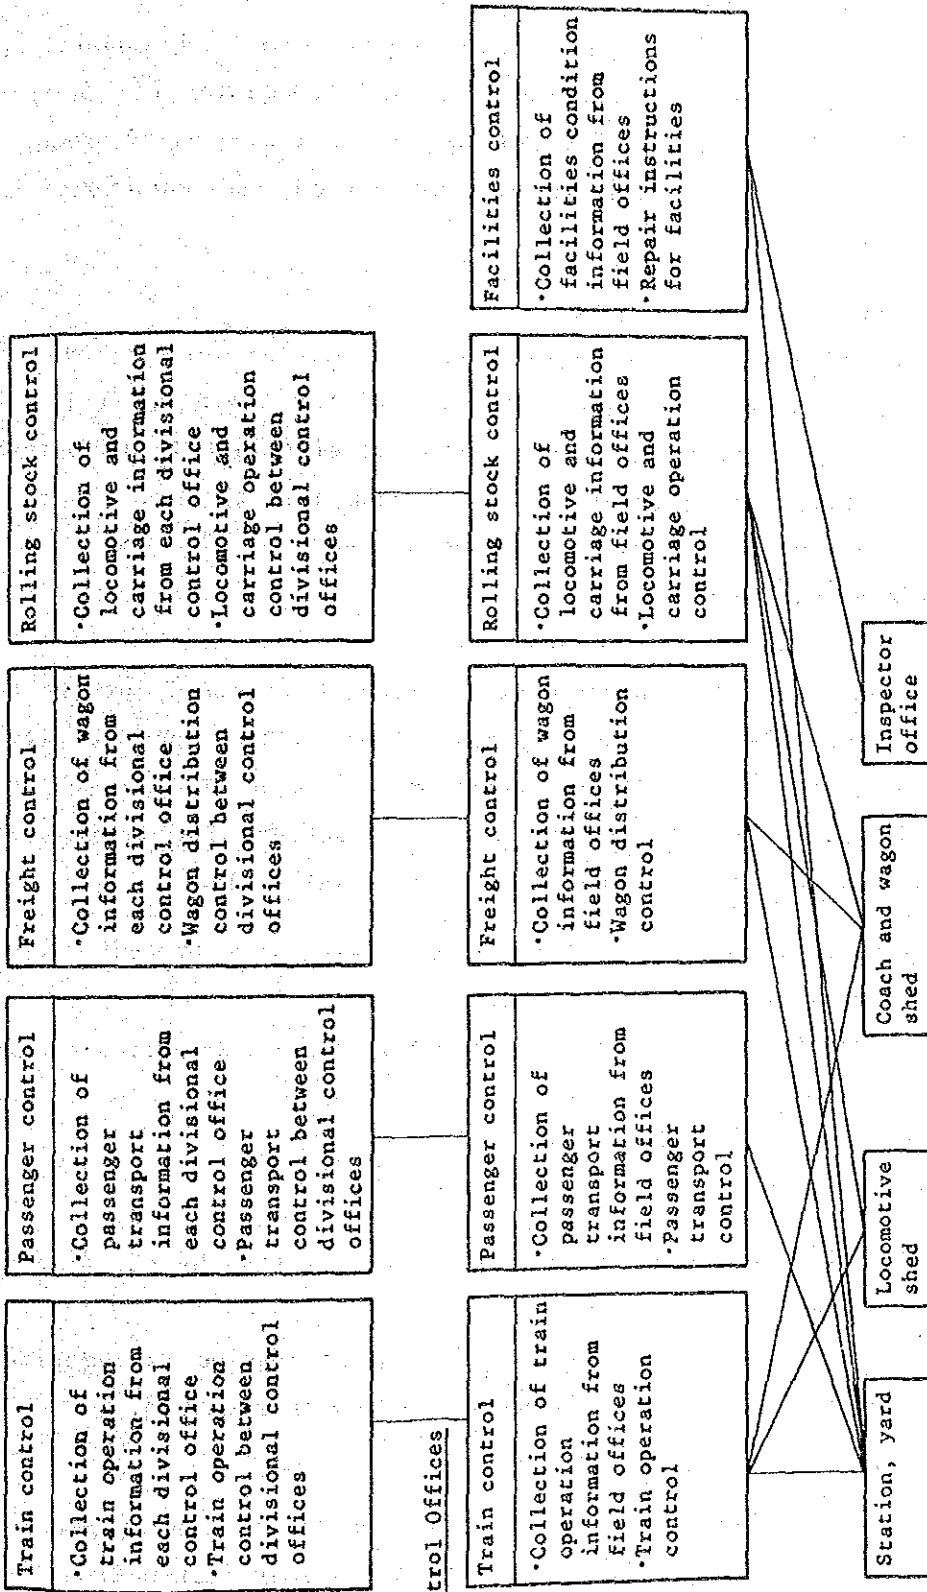 Train control
•Collection of
train operation
information from
each divisional
control office
•Train operation
control between
divisional control
offices
Passenger control
•Collection of
passenger
transport
information from
each divisional
control office
•Passenger
transport
control between
divisional control
offices
Freight control
•Collection of wagon
information from
each divisional
control office
•Wagon distribution
control between
divisional control
offices
Rolling stock control
•Collection of
locomotive and
carriage information
from each divisional
control office
•Locomotive and
carriage operation
control between
divisional control
offices
trol Offices
Train control
•Collection of train
operation
information from
field offices
•Train operation
control
Passenger control
•Collection of
passenger
transport
information from
field offices
•Passenger
transport
control
Freight control
•Collection of wagon
information from
field offices
•Wagon distribution
control
Rolling stock control
•Collection of
locomotive and
carriage information
from field offices
•Locomotive and
carriage operation
control
Facilities control
•Collection of
facilities condition
information from
field offices
•Repair instructions
for facilities
Station, yard
Locomotive
shed
Coach and wagon
shed
Inspector
office